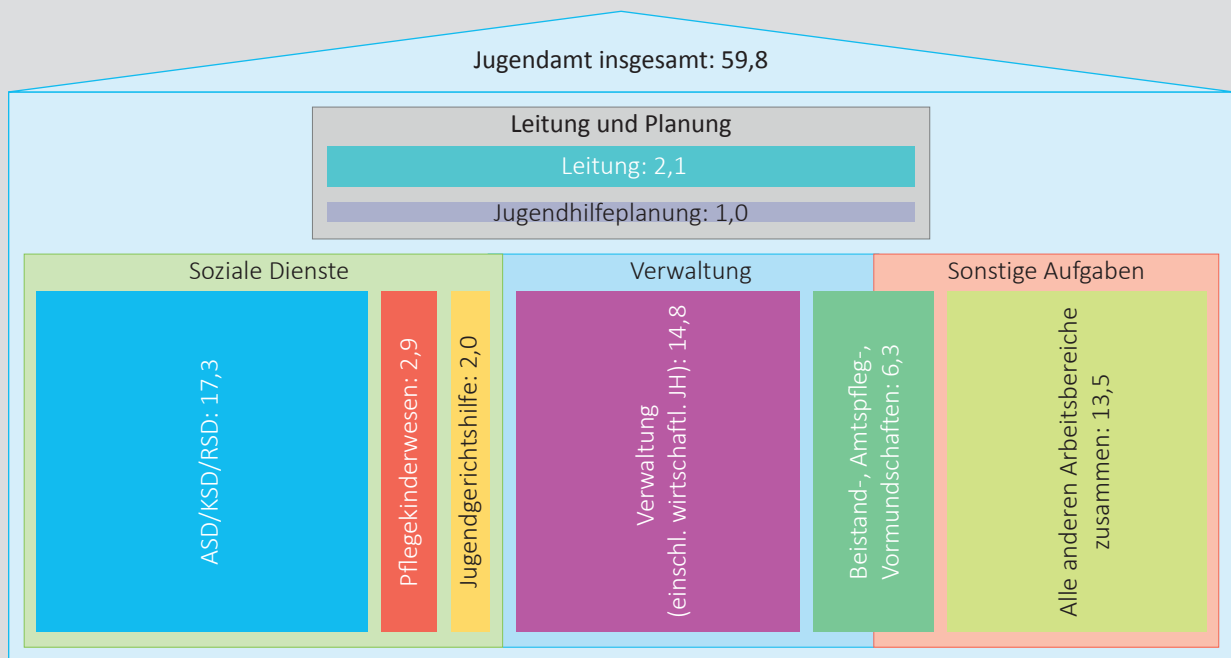 Jugendamt insgesamt: 59,8
Leitung und Planung
Leitung: 2,1
Jugendhilfeplanung: 1,0
Soziale Dienste
ASD/KSD/RSD: 17,3
Pflegekinderwesen: 2,9
Jugendgerichtshilfe: 2,0
Verwaltung
Verwaltung
(einschl. wirtschaftl. JH): 14,8
Beistand-, Amtspfleg-,
Vormundschaften: 6,3
Sonstige Aufgaben
Alle anderen Arbeitsbereiche
zusammen: 13,5